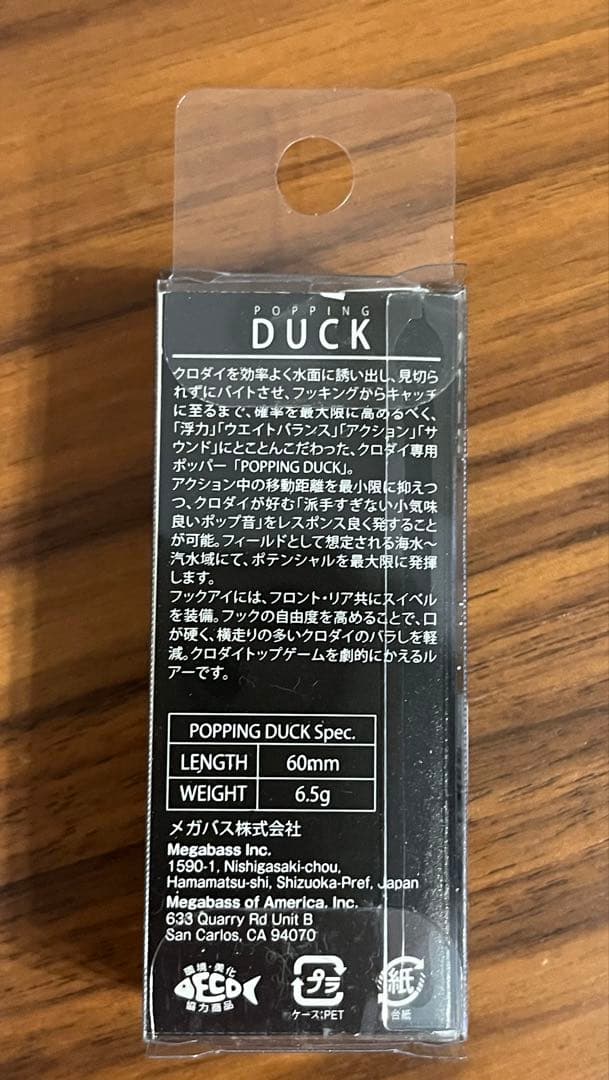 POPPING
DUCK
クロダイを効率よく水面に誘い出し、見切ら
れずにバイトさせ、フッキングからキャッチ
に至るまで、確率を最大限に高めるべく、
「浮力」「ウエイトバランス」「アクション」「サ
ウンド」にとことんこだわった、クロダイ専用
ポッパー「POPPING DUCK」。
アクション中の移動距離を最小限に抑えつ
つ、クロダイが好む「派手すぎない小気味
良いポップ音」をレスポンス良く発すること
が可能。フィールドとして想定される海水〜
汽水域にて、ポテンシャルを最大限に発揮
します。
フックアイには、フロント・リア共にスイベル
を装備。フックの自由度を高めることで、口
が硬く、横走りの多いクロダイのバラしを軽
減。クロダイトップゲームを劇的にかえるル
アーです。
POPPING DUCK Spec.
LENGTH 60mm
WEIGHT 6.5g
メガバス株式会社
Megabass Inc.
1590-1, Nishigasaki-chou,
Hamamatsu-shi, Shizuoka-Pref, Japan
Megabass of America. Inc.
633 Quarry Rd Unit B
San Carlos, CA 94070
環境・美化
ECO
協力商品
プラ
ケース:PET
紙
台紙